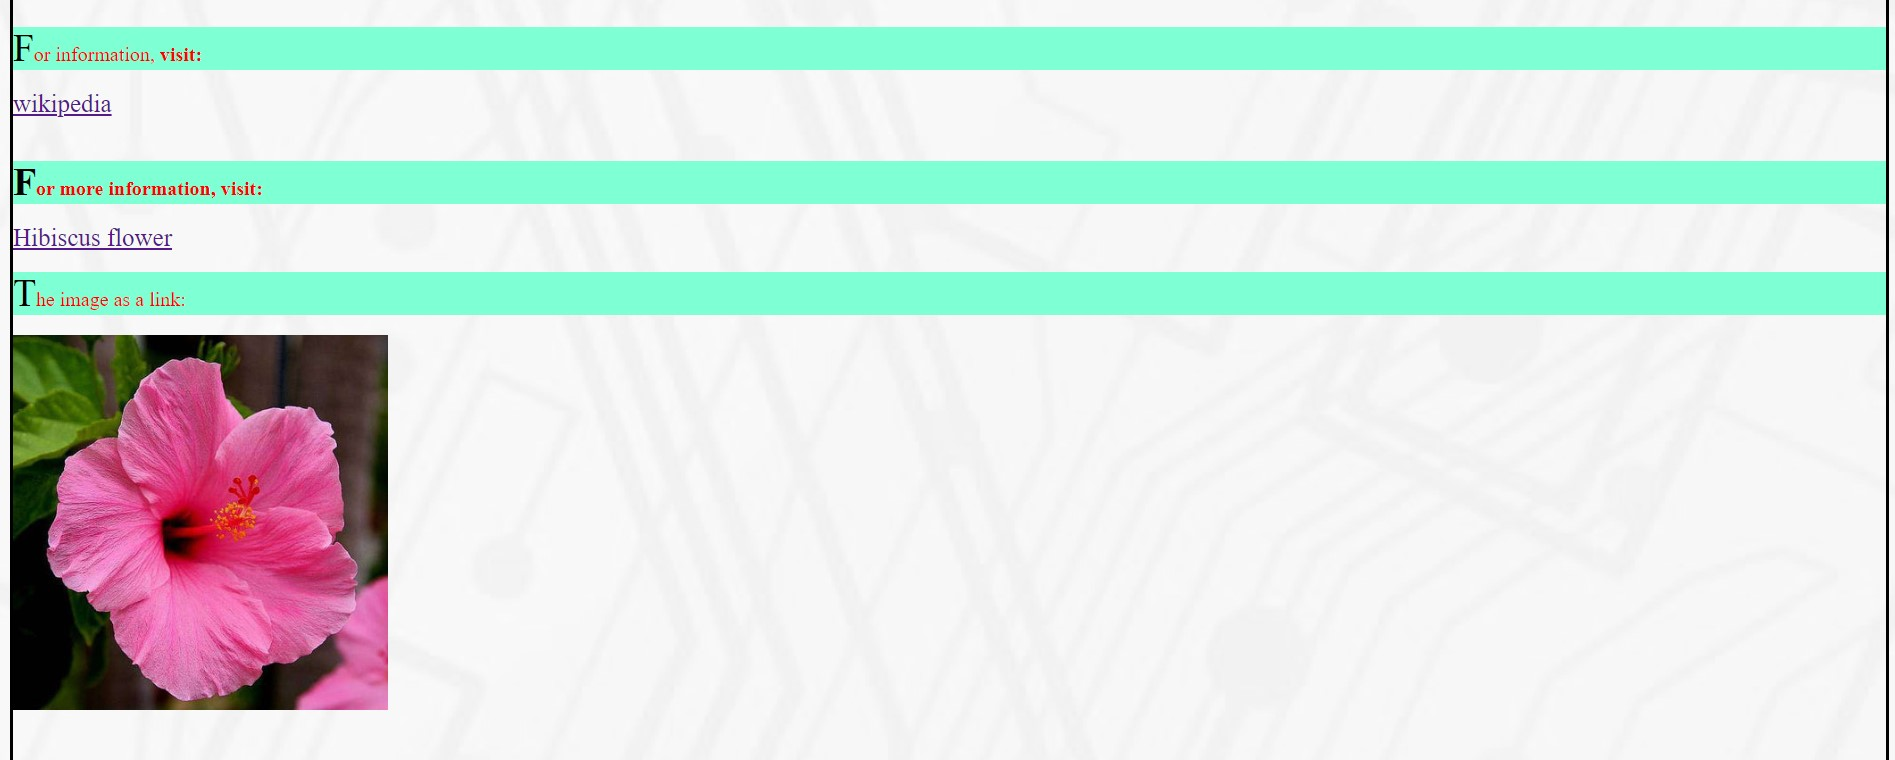 For information, visit:
wikipedia
For more information, visit:
Hibiscus flower
The image as a link: